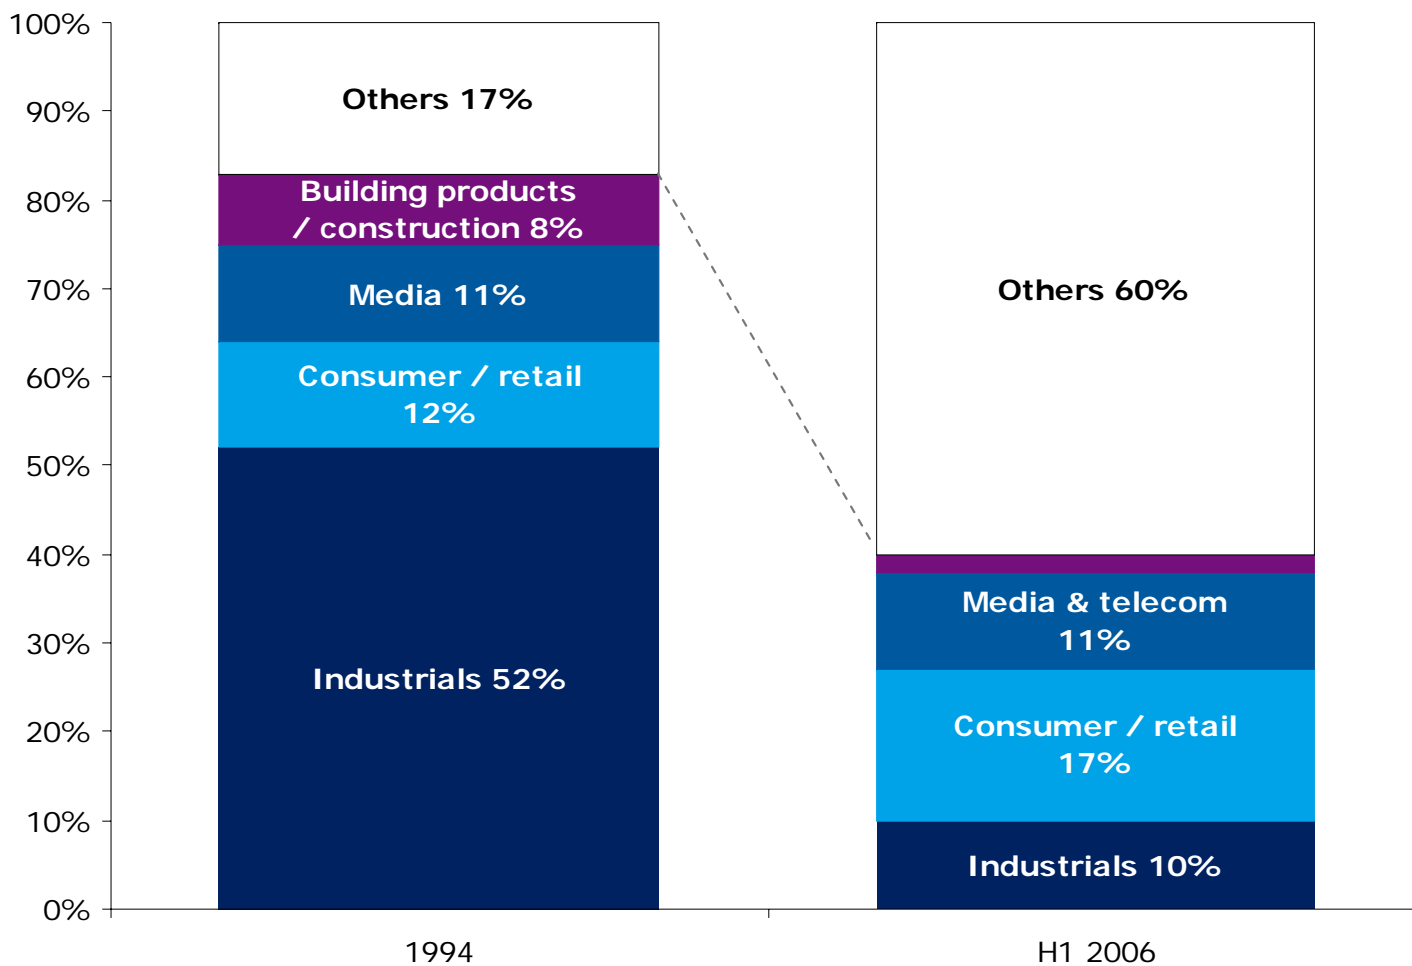 100%
90%
80%
70%
60%
50%
40%
30%
20%
10%
0%
Others 17%
Building products
/ construction 8%
Media 11%
Consumer / retail
12%
Industrials 52%
Others 60%
Media & telecom
11%
Consumer / retail
17%
Industrials 10%
1994
H1 2006